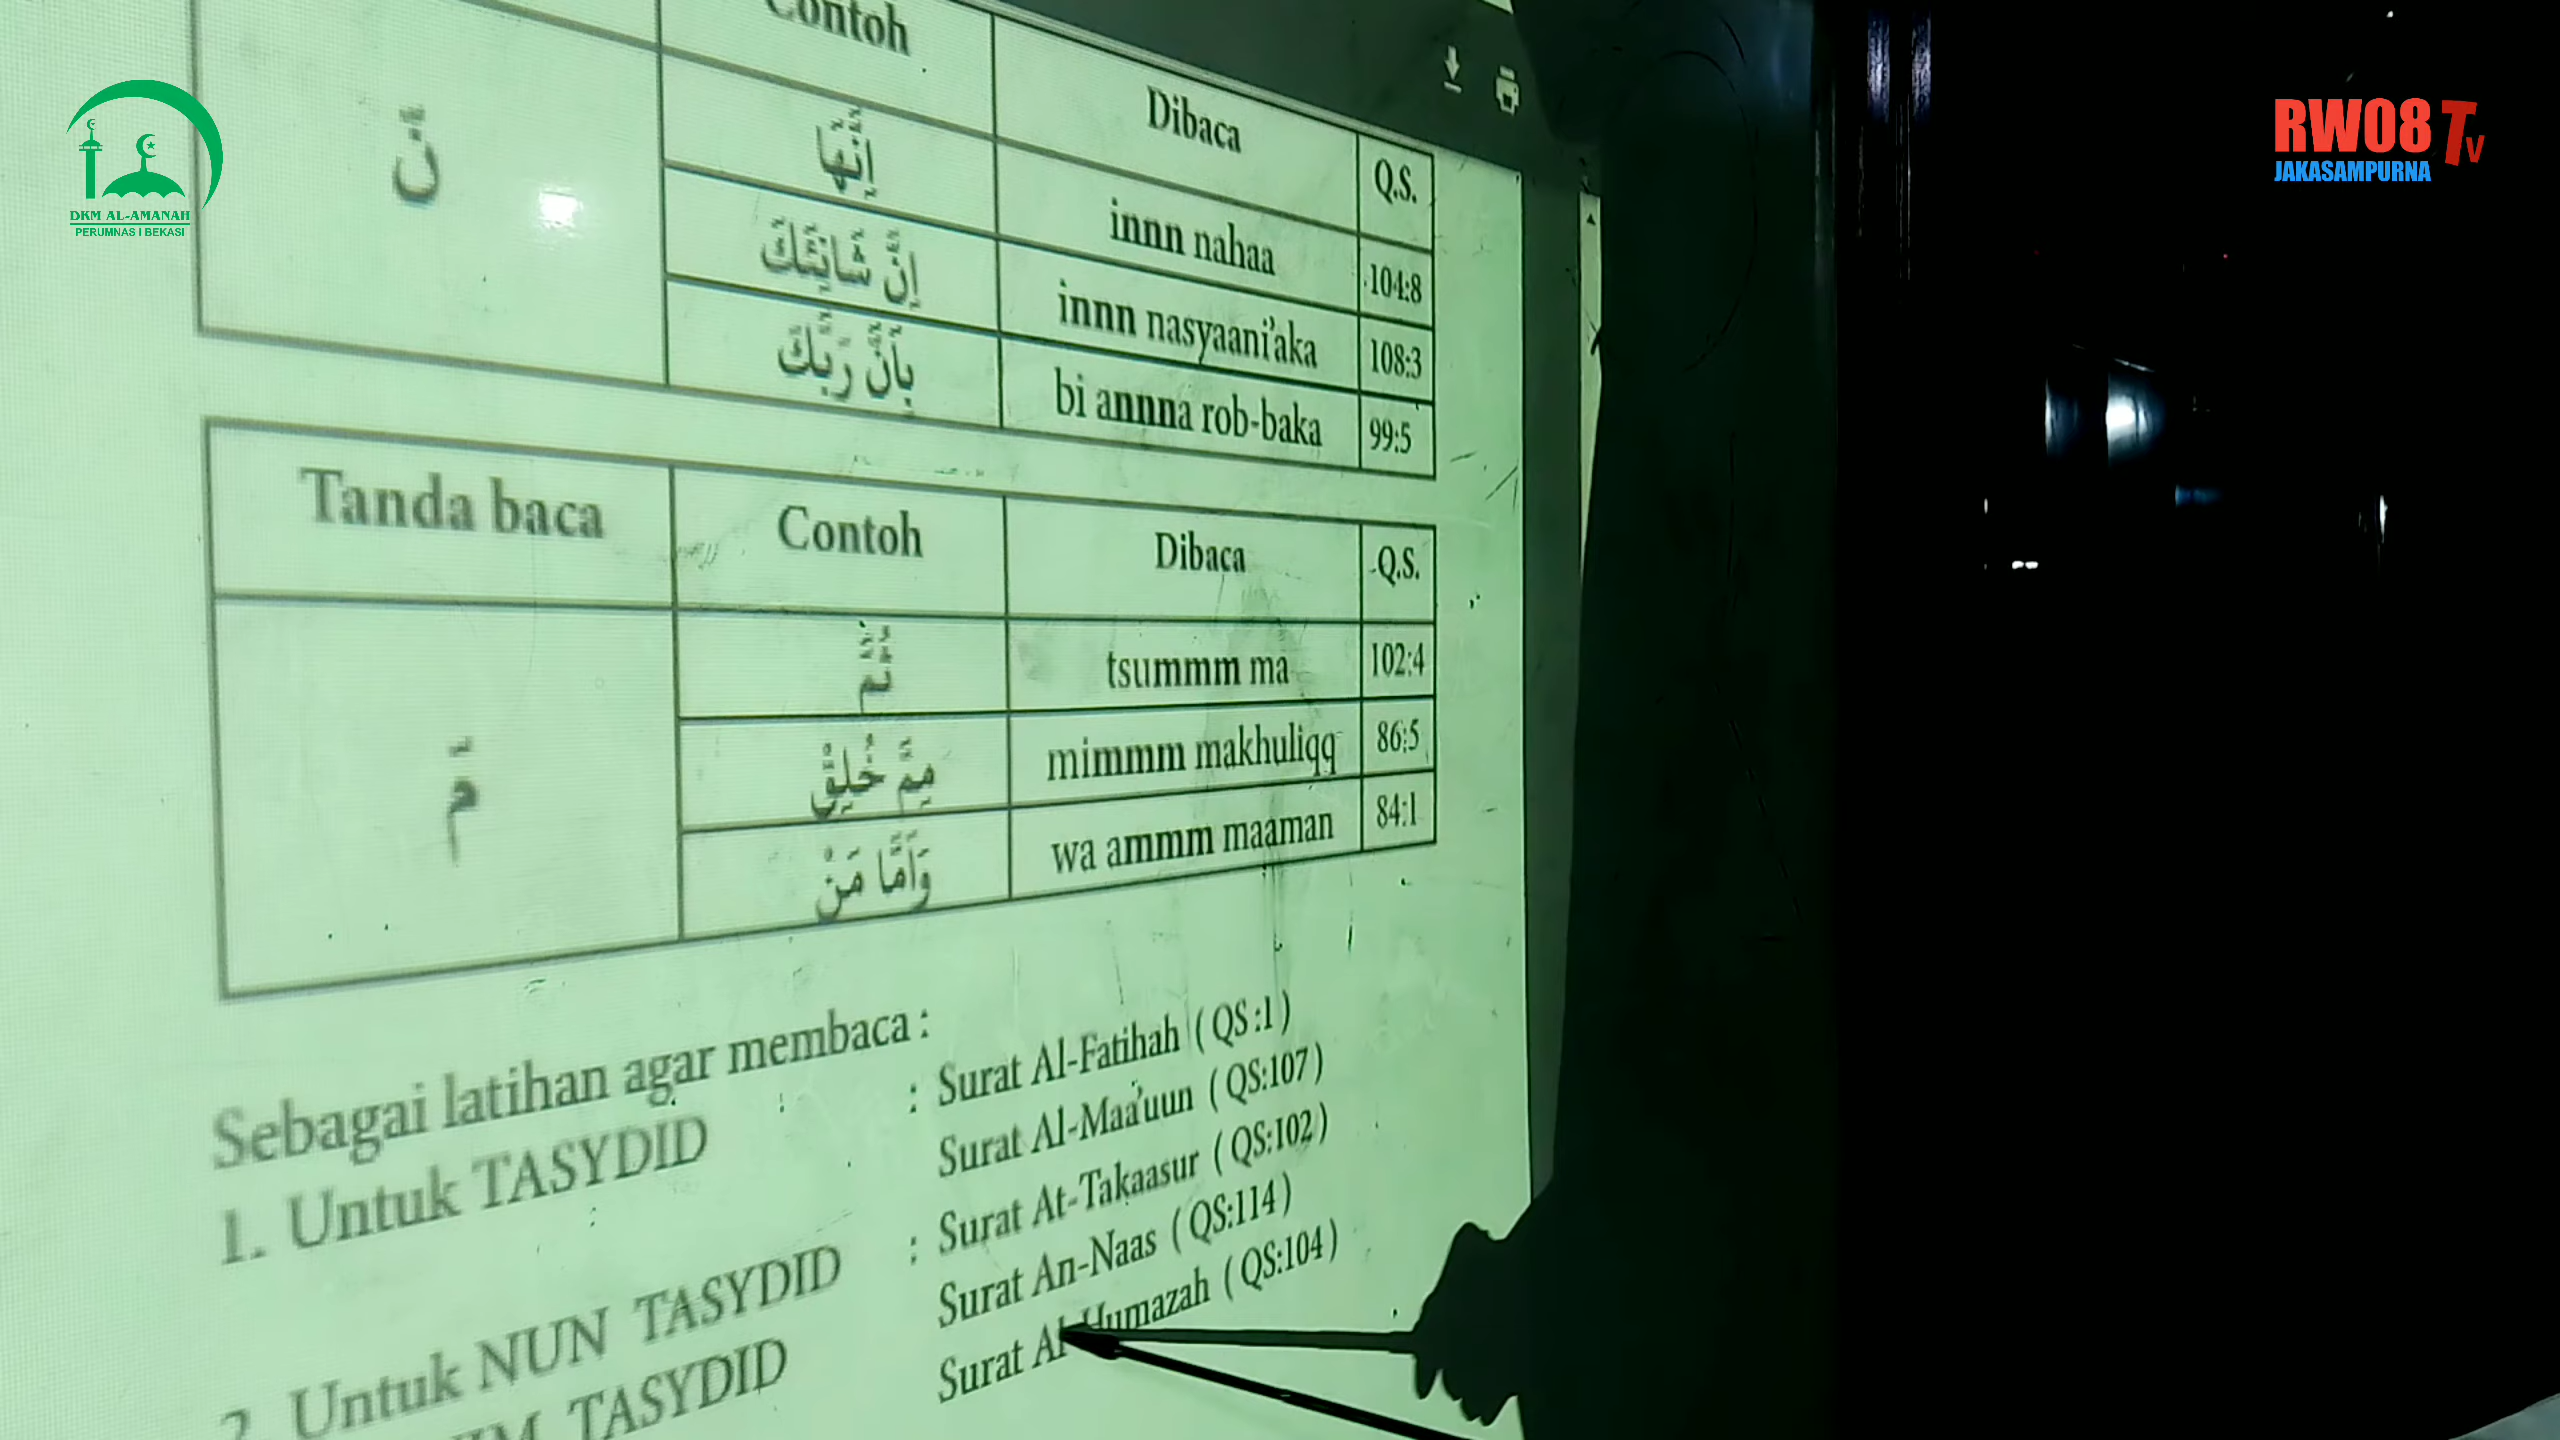 Contoh Dibaca Q.S.
نّ
اِنَّهَا innn nahaa 104:8
اِنَّ شَانِئَكَ innn nasyaani’aka 108:3
بِاَنَّ رَبَّكَ bi annna rob-baka 99:5
Tanda baca Contoh Dibaca Q.S.
مّ
ثُمَّ tsummm ma 102:4
مِمَّ خُلِقَ mimmm makhuliqq 86:5
وَاَمَّا مَنْ wa ammm maaman 84:1
Sebagai latihan agar membaca :
1. Untuk TASYDID : Surat Al-Fatihah ( QS :1 )
Surat Al-Maa’uun ( QS:107 )
2. Untuk NUN TASYDID : Surat At-Takaasur ( QS:102 )
Surat An-Naas ( QS:114 )
TASYDID
Surat Al-Humazah ( QS:104 )
DKM AL-AMANAH
PERUMNAS I BEKASI
RW08 TV
JAKASAMPURNA